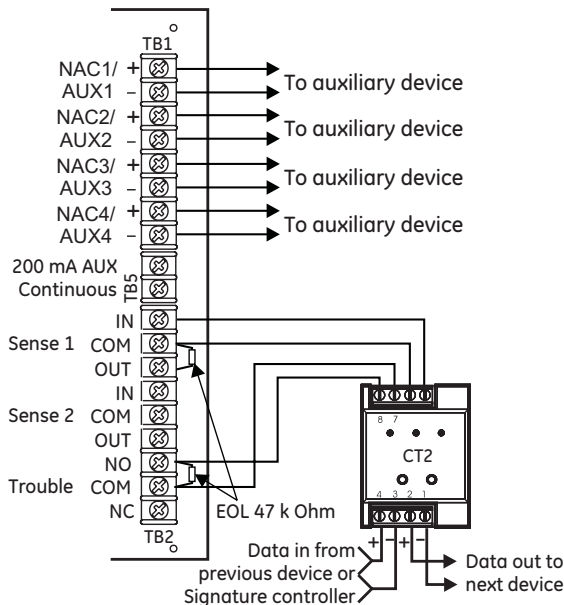 TB1
NAC1/ +
AUX1 –
To auxiliary device
NAC2/ +
AUX2 –
To auxiliary device
NAC3/ +
AUX3 –
To auxiliary device
NAC4/ +
AUX4 –
To auxiliary device
200 mA AUX
Continuous
TB5
IN
Sense 1 COM
OUT
IN
Sense 2 COM
OUT
NO
Trouble COM
NC
TB2
EOL 47 k Ohm
8 7
CT2
4 3 2 1
+ – + –
Data in from
previous device or
Signature controller
Data out to
next device